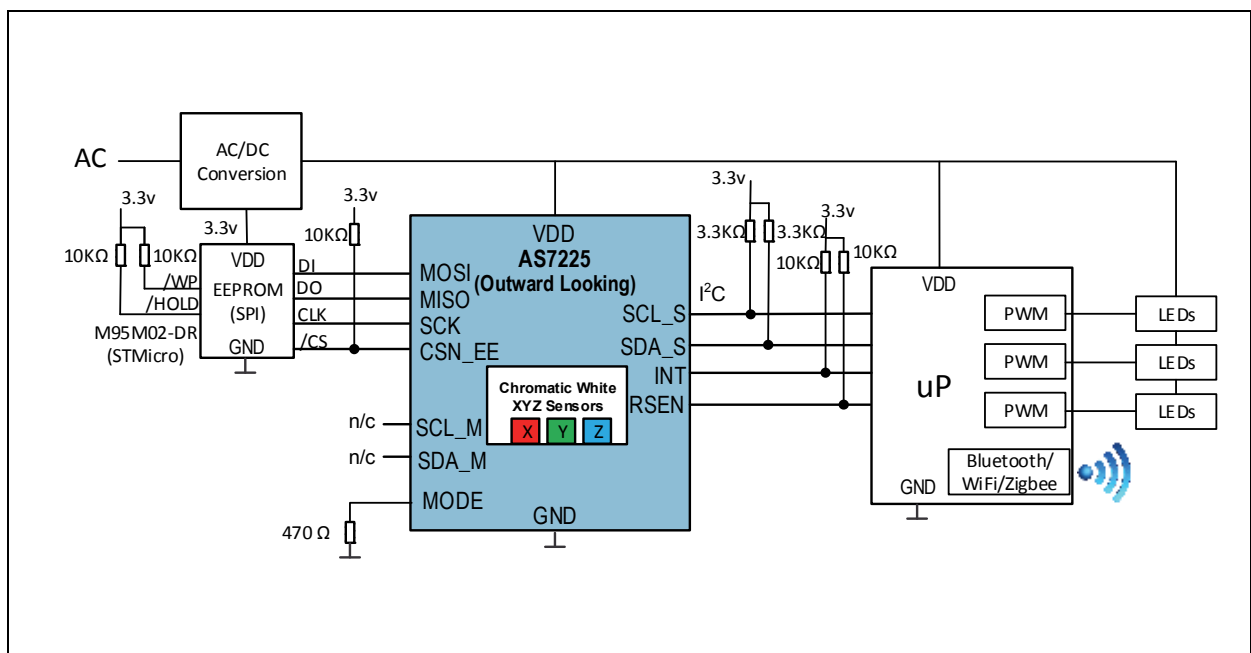 AC
AC/DC
Conversion
3.3v
3.3v
10KΩ
10KΩ
/WP
/HOLD
M95M02-DR
(STMicro)
VDD
EEPROM
(SPI)
GND
DI
DO
CLK
/CS
3.3v
10KΩ
VDD
AS7225
(Outward Looking)
MOSI
MISO
SCK
CSN_EE
Chromatic White
XYZ Sensors
X Y Z
n/c
SCL_M
n/c
SDA_M
MODE
470 Ω
GND
SCL_S
SDA_S
INT
RSEN
I²C
3.3v
3.3KΩ
3.3KΩ
3.3v
10KΩ
10KΩ
VDD
uP
PWM
PWM
PWM
Bluetooth/
WiFi/Zigbee
GND
LEDs
LEDs
LEDs